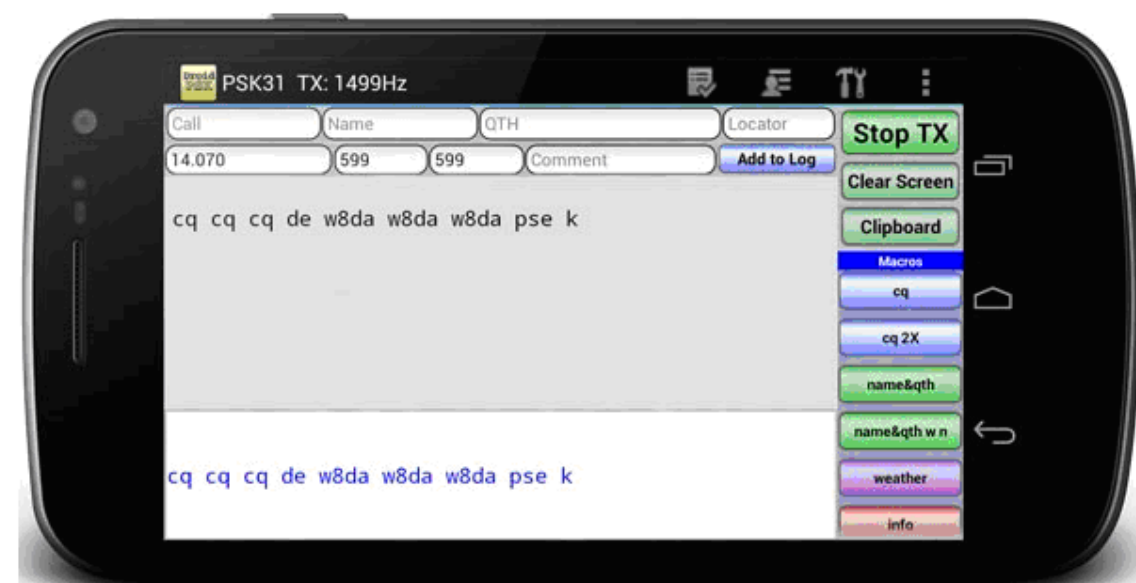 Droid PSK PSK31 TX: 1499Hz
Call Name QTH Locator Stop TX
14.070 599 599 Comment Add to Log
Clear Screen
cq cq cq de w8da w8da w8da pse k
Clipboard
Macros
cq
cq 2X
name&qth
name&qth w n
cq cq cq de w8da w8da w8da pse k
weather
info